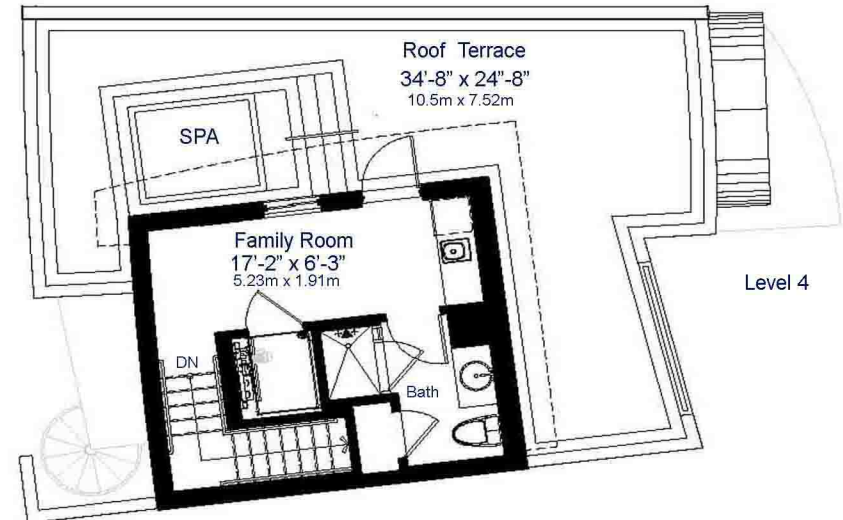 Roof Terrace
34'-8” x 24”-8”
10.5m x 7.52m
SPA
Family Room
17'-2” x 6'-3”
5.23m x 1.91m
Level 4
DN
Bath